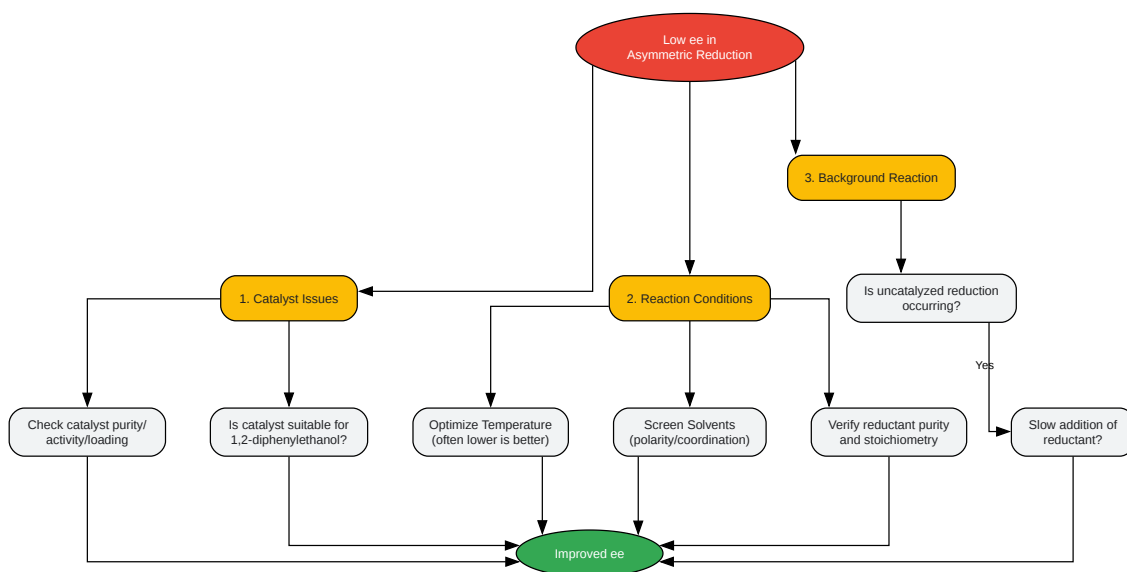 Low ee in
Asymmetric Reduction
3. Background Reaction
1. Catalyst Issues
2. Reaction Conditions
Is uncatalyzed reduction
occurring?
Yes
Check catalyst purity/
activity/loading
Is catalyst suitable for
1,2-diphenylethanol?
Optimize Temperature
(often lower is better)
Screen Solvents
(polarity/coordination)
Verify reductant purity
and stoichiometry
Slow addition of
reductant?
Improved ee